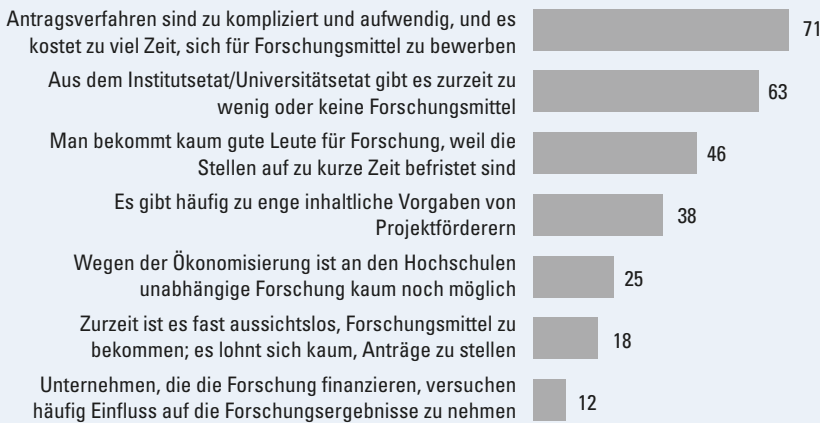 Antragsverfahren sind zu kompliziert und aufwendig, und es
kostet zu viel Zeit, sich für Forschungsmittel zu bewerben
71
Aus dem Institutsetat/Universitätsetat gibt es zurzeit zu
wenig oder keine Forschungsmittel
63
Man bekommt kaum gute Leute für Forschung, weil die
Stellen auf zu kurze Zeit befristet sind
46
Es gibt häufig zu enge inhaltliche Vorgaben von
Projektförderern
38
Wegen der Ökonomisierung ist an den Hochschulen
unabhängige Forschung kaum noch möglich
25
Zurzeit ist es fast aussichtslos, Forschungsmittel zu
bekommen; es lohnt sich kaum, Anträge zu stellen
18
Unternehmen, die die Forschung finanzieren, versuchen
häufig Einfluss auf die Forschungsergebnisse zu nehmen
12